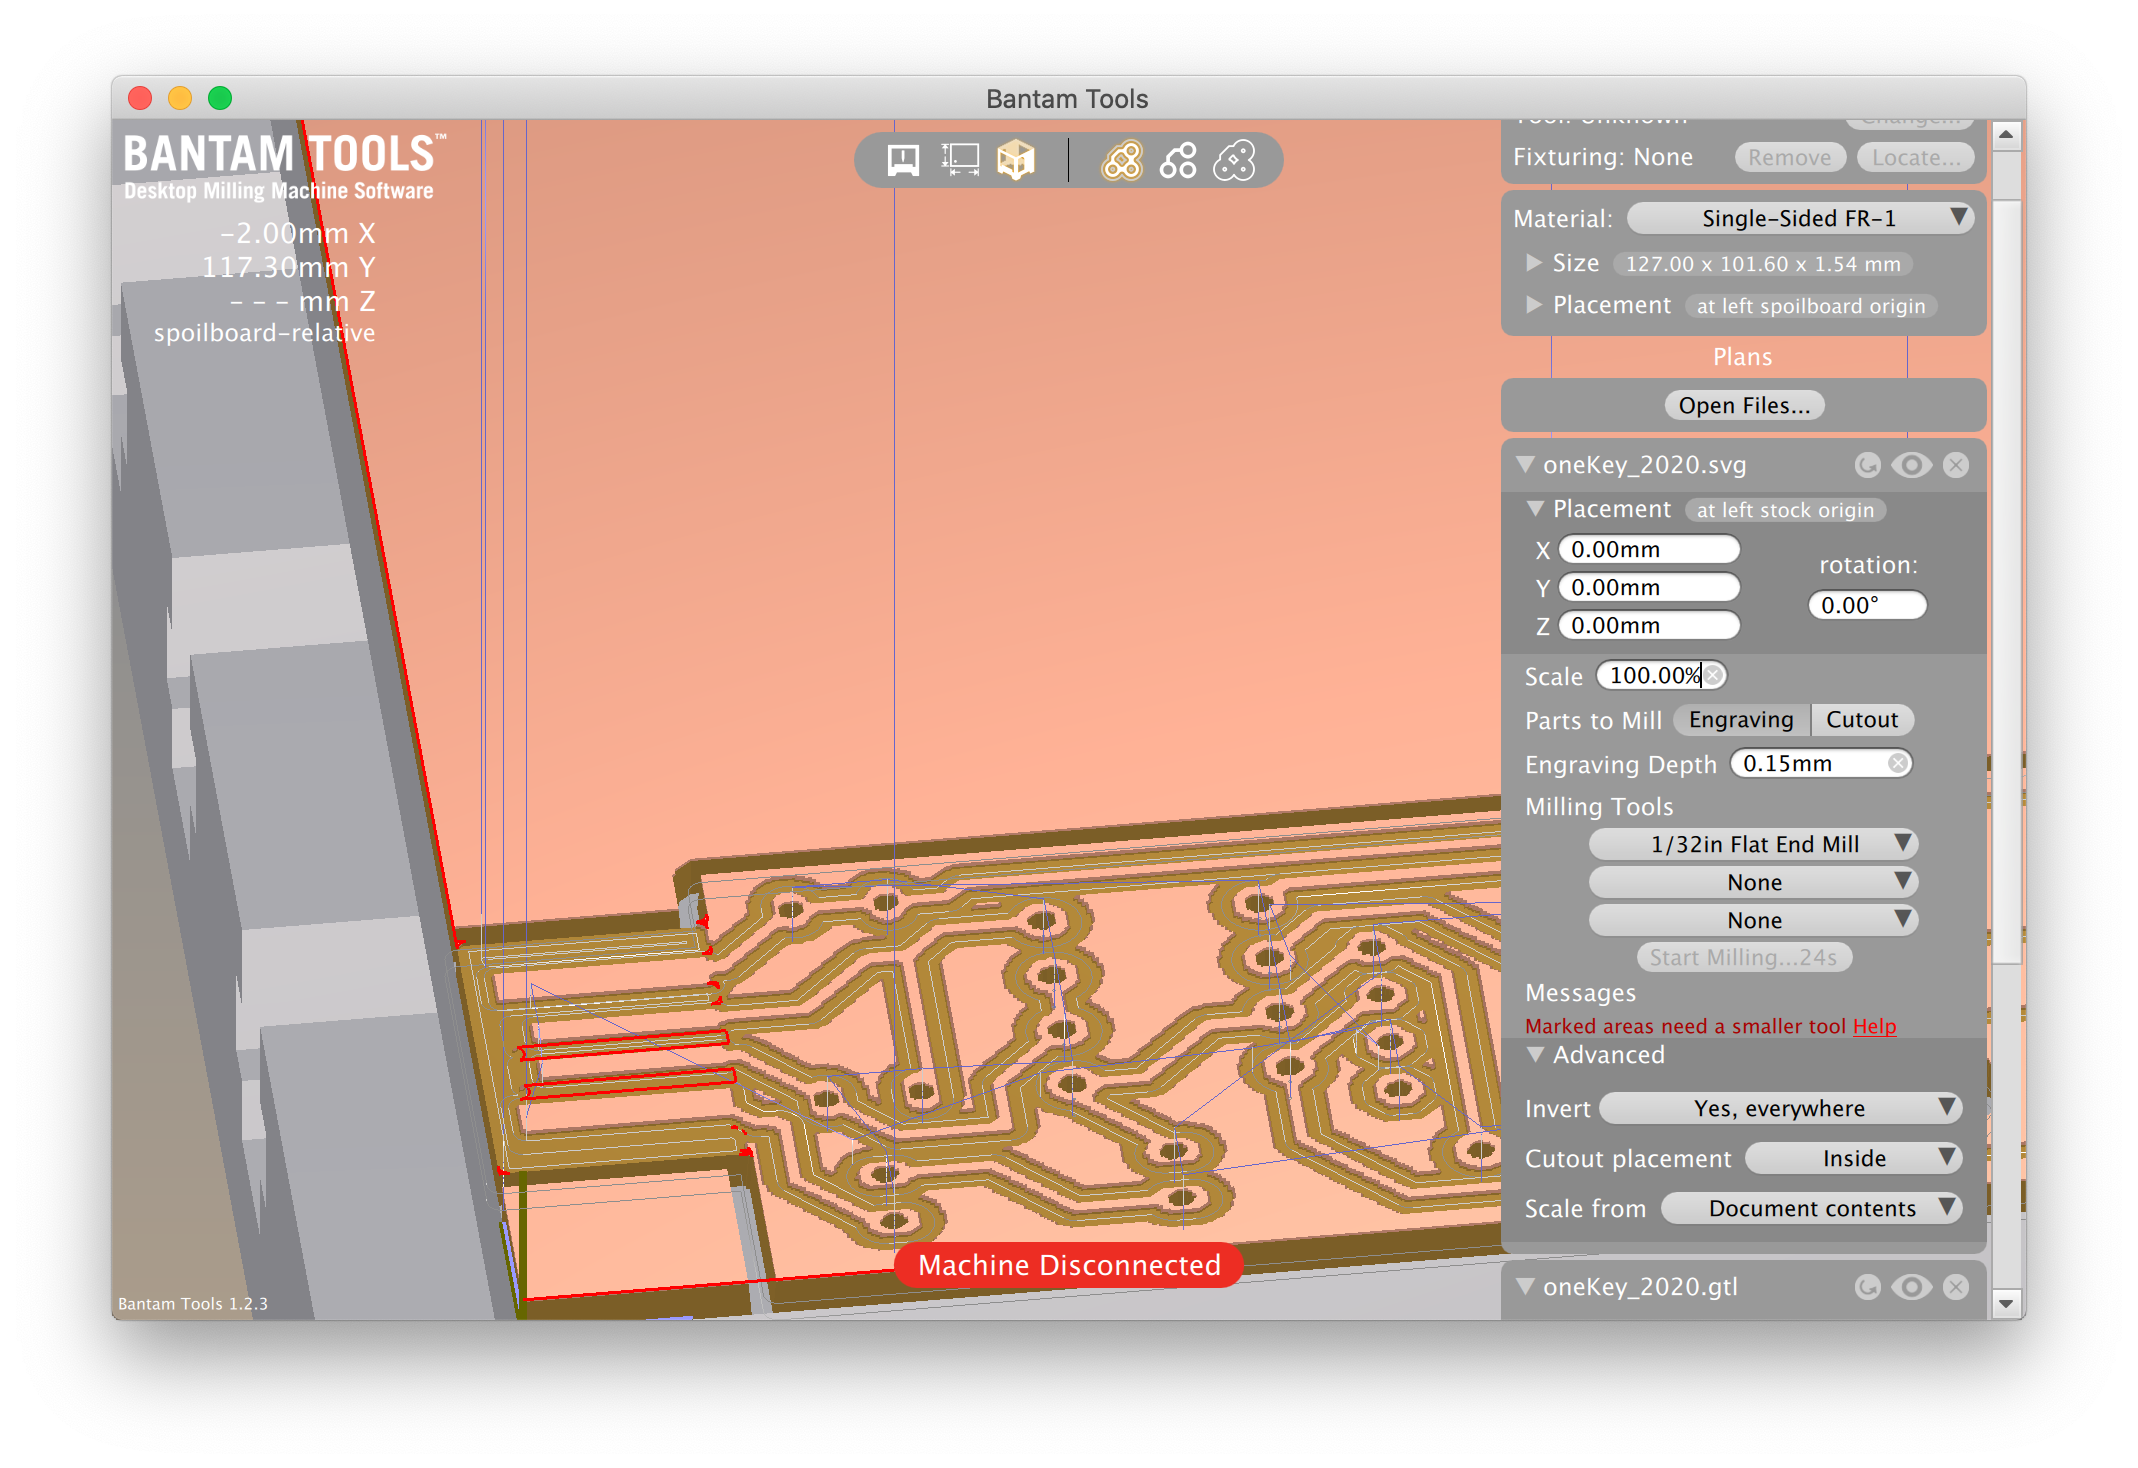 Bantam Tools
BANTAM TOOLS™
Desktop Milling Machine Software
-2.00mm X
117.30mm Y
- - - mm Z
spoilboard-relative
Tool: Unknown Change...
Fixturing: None Remove Locate...
Material: Single-Sided FR-1
Size 127.00 x 101.60 x 1.54 mm
Placement at left spoilboard origin
Plans
Open Files...
oneKey_2020.svg
Placement at left stock origin
X 0.00mm
rotation:
Y 0.00mm
0.00°
Z 0.00mm
Scale 100.00%
Parts to Mill Engraving Cutout
Engraving Depth 0.15mm
Milling Tools
1/32in Flat End Mill
None
None
Start Milling...24s
Messages
Marked areas need a smaller tool Help
Advanced
Invert Yes, everywhere
Cutout placement Inside
Scale from Document contents
oneKey_2020.gtl
Machine Disconnected
Bantam Tools 1.2.3